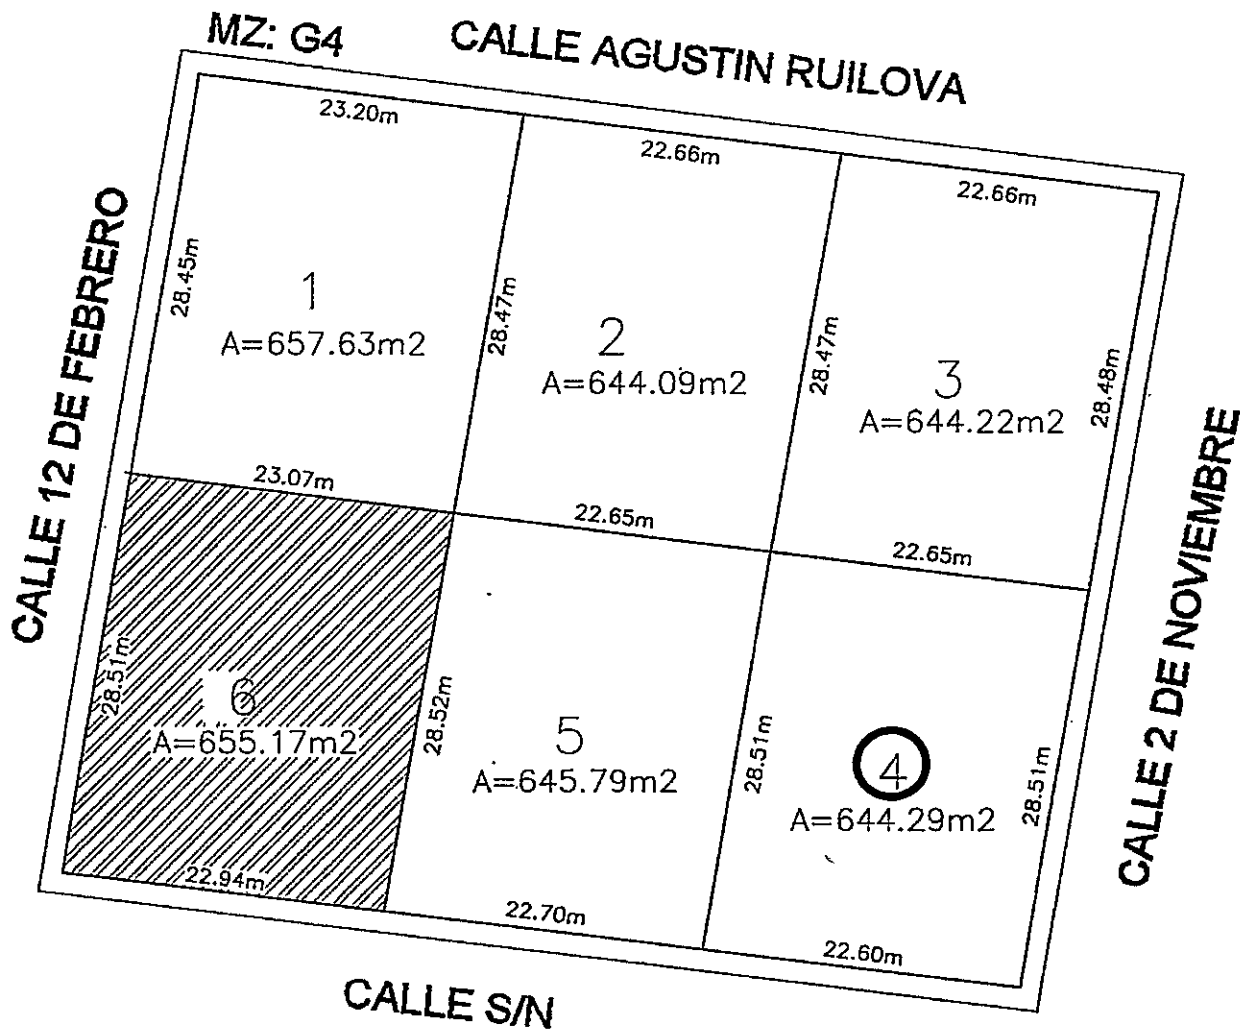 MZ: G4
CALLE AGUSTIN RUILOVA
23.20m
22.66m
22.66m
CALLE 12 DE FEBRERO
28.45m
1
A=657.63m2
28.47m
2
A=644.09m2
28.47m
3
A=644.22m2
28.48m
CALLE 2 DE NOVIEMBRE
23.07m
22.65m
22.65m
28.51m
6
A=655.17m2
28.52m
5
A=645.79m2
28.51m
4
A=644.29m2
28.51m
22.94m
22.70m
22.60m
CALLE S/N